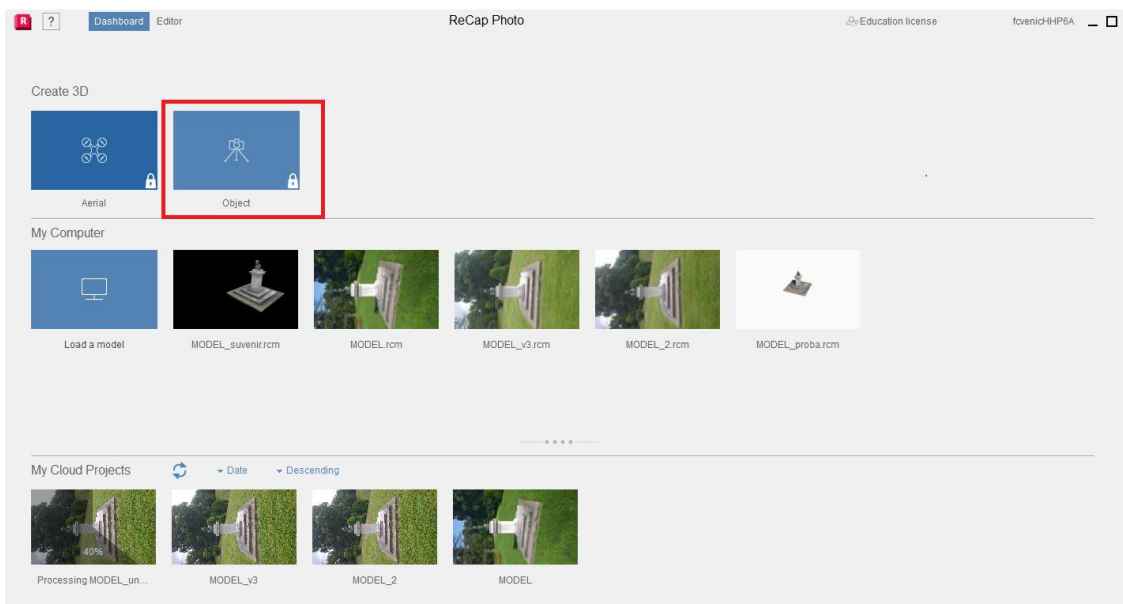 R ? Dashboard Editor ReCap Photo Education license fcvenicHHP6A
Create 3D
Aerial Object
My Computer
Load a model MODEL_suvenir.rcm MODEL.rcm MODEL_v3.rcm MODEL_2.rcm MODEL_proba.rcm
My Cloud Projects Date Descending
40%
Processing MODEL_un... MODEL_v3 MODEL_2 MODEL